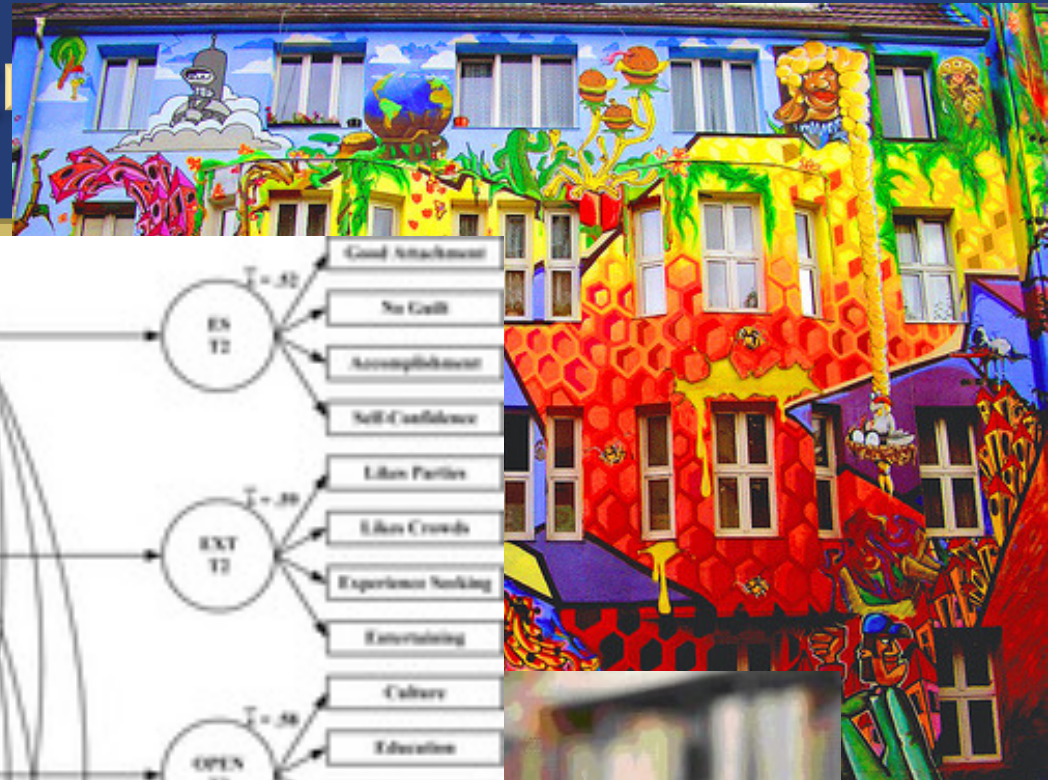 Good Attachment
λ̄ = .52
ES
T2
No Guilt
Accomplishment
Self-Confidence
Likes Parties
EXT
T2
Likes Crowds
Experience Seeking
Entertaining
Culture
OPEN
Education